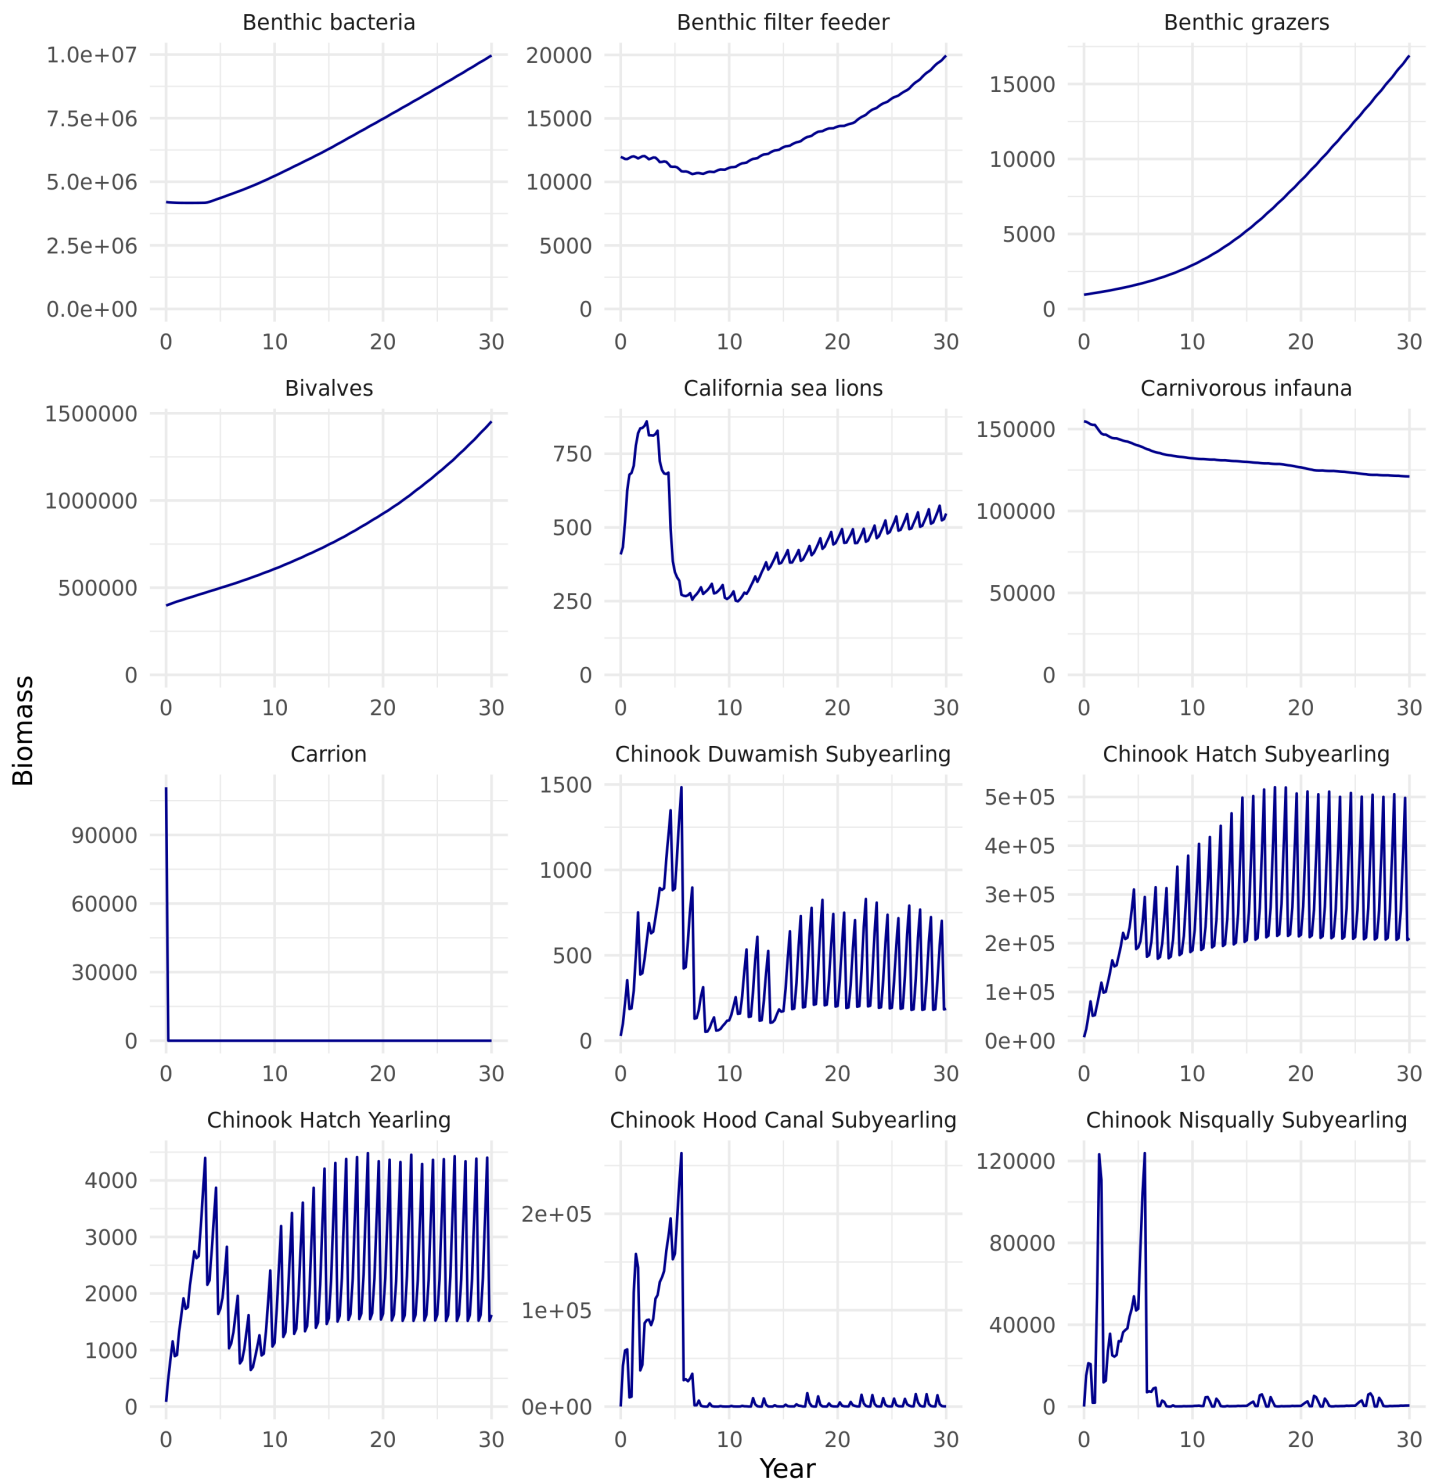 Benthic bacteria
1.0e+07
7.5e+06
5.0e+06
2.5e+06
0.0e+00
0 10 20 30
Benthic filter feeder
20000
15000
10000
5000
0
0 10 20 30
Benthic grazers
15000
10000
5000
0
0 10 20 30
Bivalves
1500000
1000000
500000
0
0 10 20 30
California sea lions
750
500
250
0
0 10 20 30
Carnivorous infauna
150000
100000
50000
0
0 10 20 30
Biomass
Carrion
90000
60000
30000
0
0 10 20 30
Chinook Duwamish Subyearling
1500
1000
500
0
0 10 20 30
Chinook Hatch Subyearling
5e+05
4e+05
3e+05
2e+05
1e+05
0e+00
0 10 20 30
Chinook Hatch Yearling
4000
3000
2000
1000
0
0 10 20 30
Chinook Hood Canal Subyearling
2e+05
1e+05
0e+00
0 10 20 30
Chinook Nisqually Subyearling
120000
80000
40000
0
0 10 20 30
Year